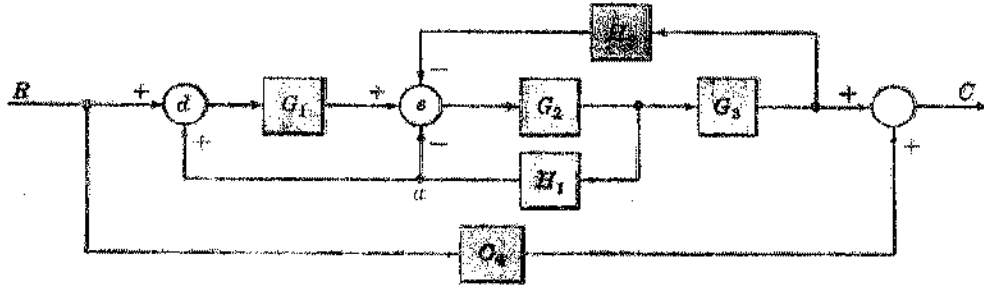 R + d G₁ + s G₂ G₃ + C
− 
+ − +
a H₁